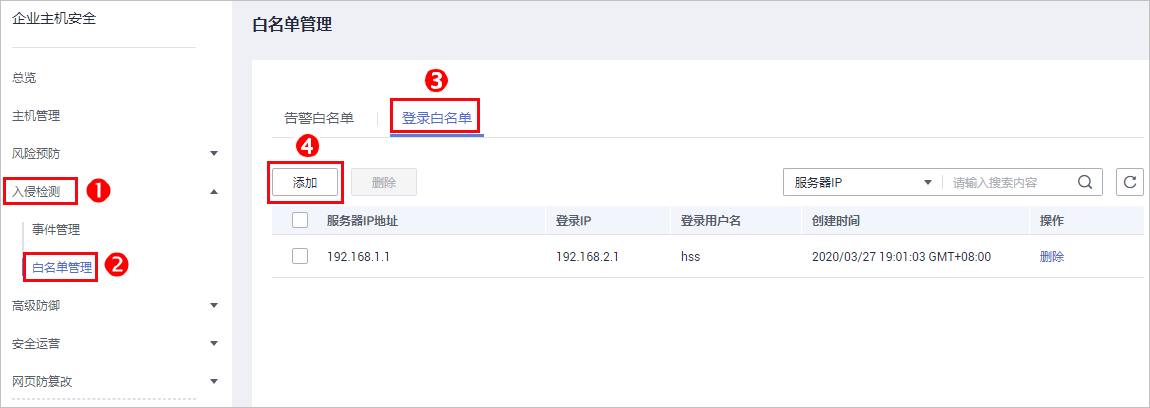 企业主机安全
总览
主机管理
风险预防
入侵检测 1
事件管理
白名单管理 2
高级防御
安全运营
网页防篡改
白名单管理
3
告警白名单 登录白名单
4
添加 删除 服务器IP 请输入搜索内容
服务器IP地址 登录IP 登录用户名 创建时间 操作
192.168.1.1 192.168.2.1 hss 2020/03/27 19:01:03 GMT+08:00 删除